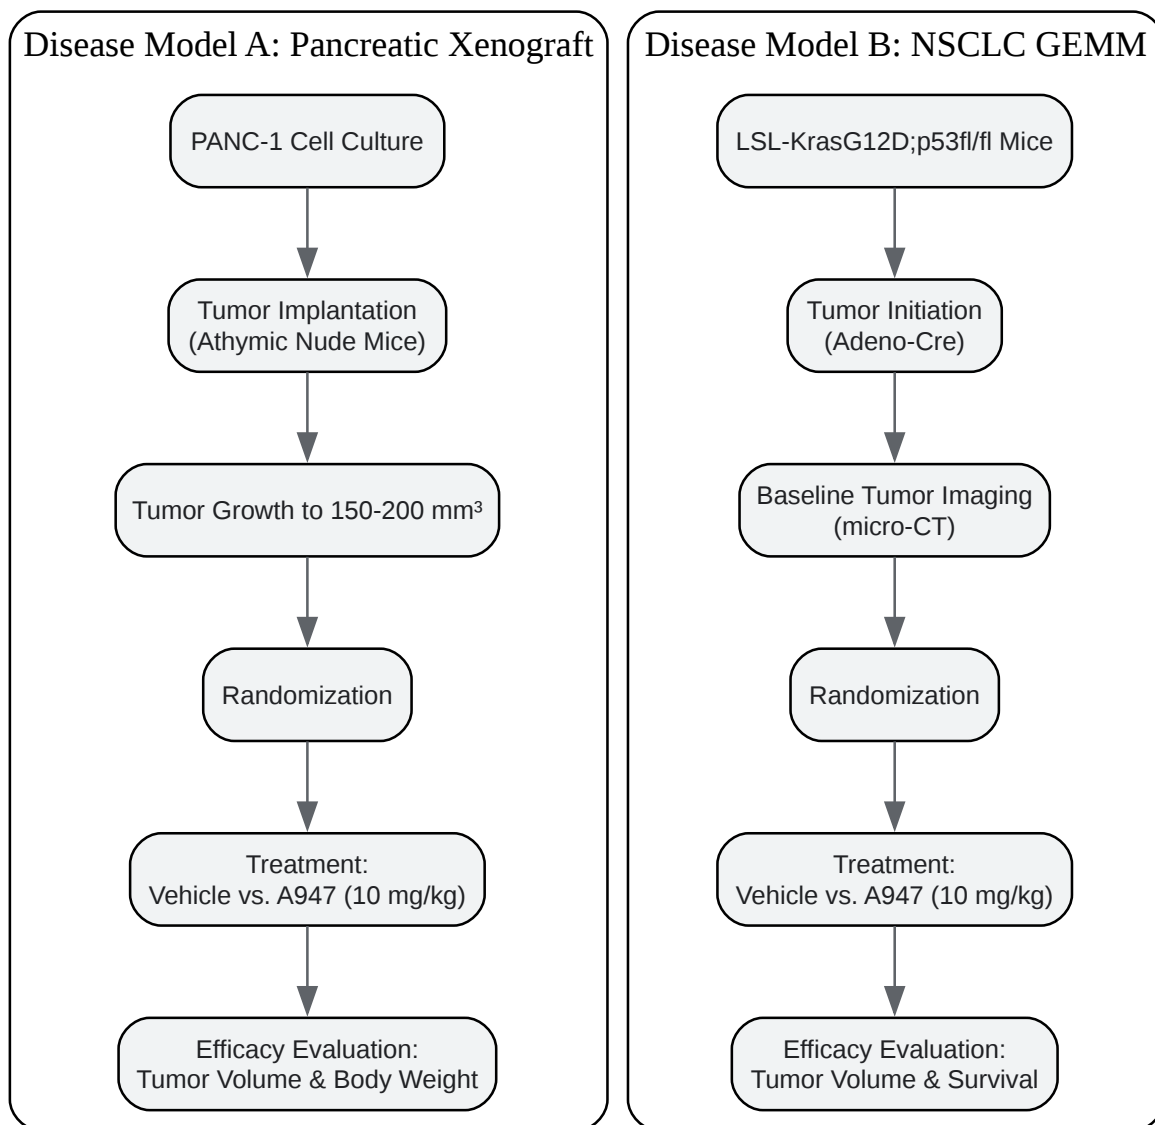 Disease Model A: Pancreatic Xenograft
PANC-1 Cell Culture
Tumor Implantation
(Athymic Nude Mice)
Tumor Growth to 150-200 mm³
Randomization
Treatment:
Vehicle vs. A947 (10 mg/kg)
Efficacy Evaluation:
Tumor Volume & Body Weight
Disease Model B: NSCLC GEMM
LSL-KrasG12D;p53fl/fl Mice
Tumor Initiation
(Adeno-Cre)
Baseline Tumor Imaging
(micro-CT)
Randomization
Treatment:
Vehicle vs. A947 (10 mg/kg)
Efficacy Evaluation:
Tumor Volume & Survival